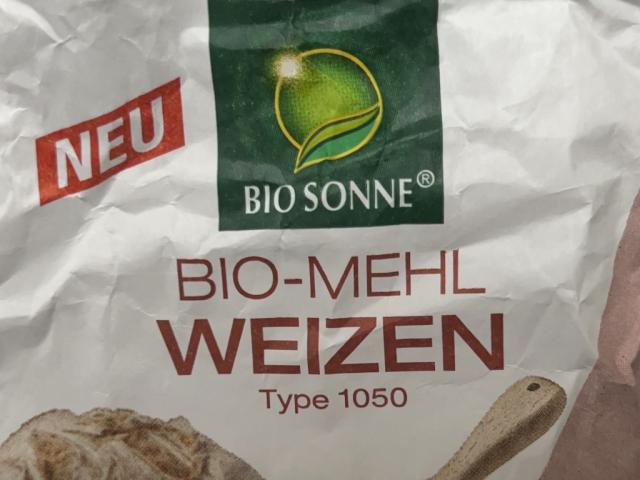 NEU
BIO SONNE®
BIO-MEHL
WEIZEN
Type 1050